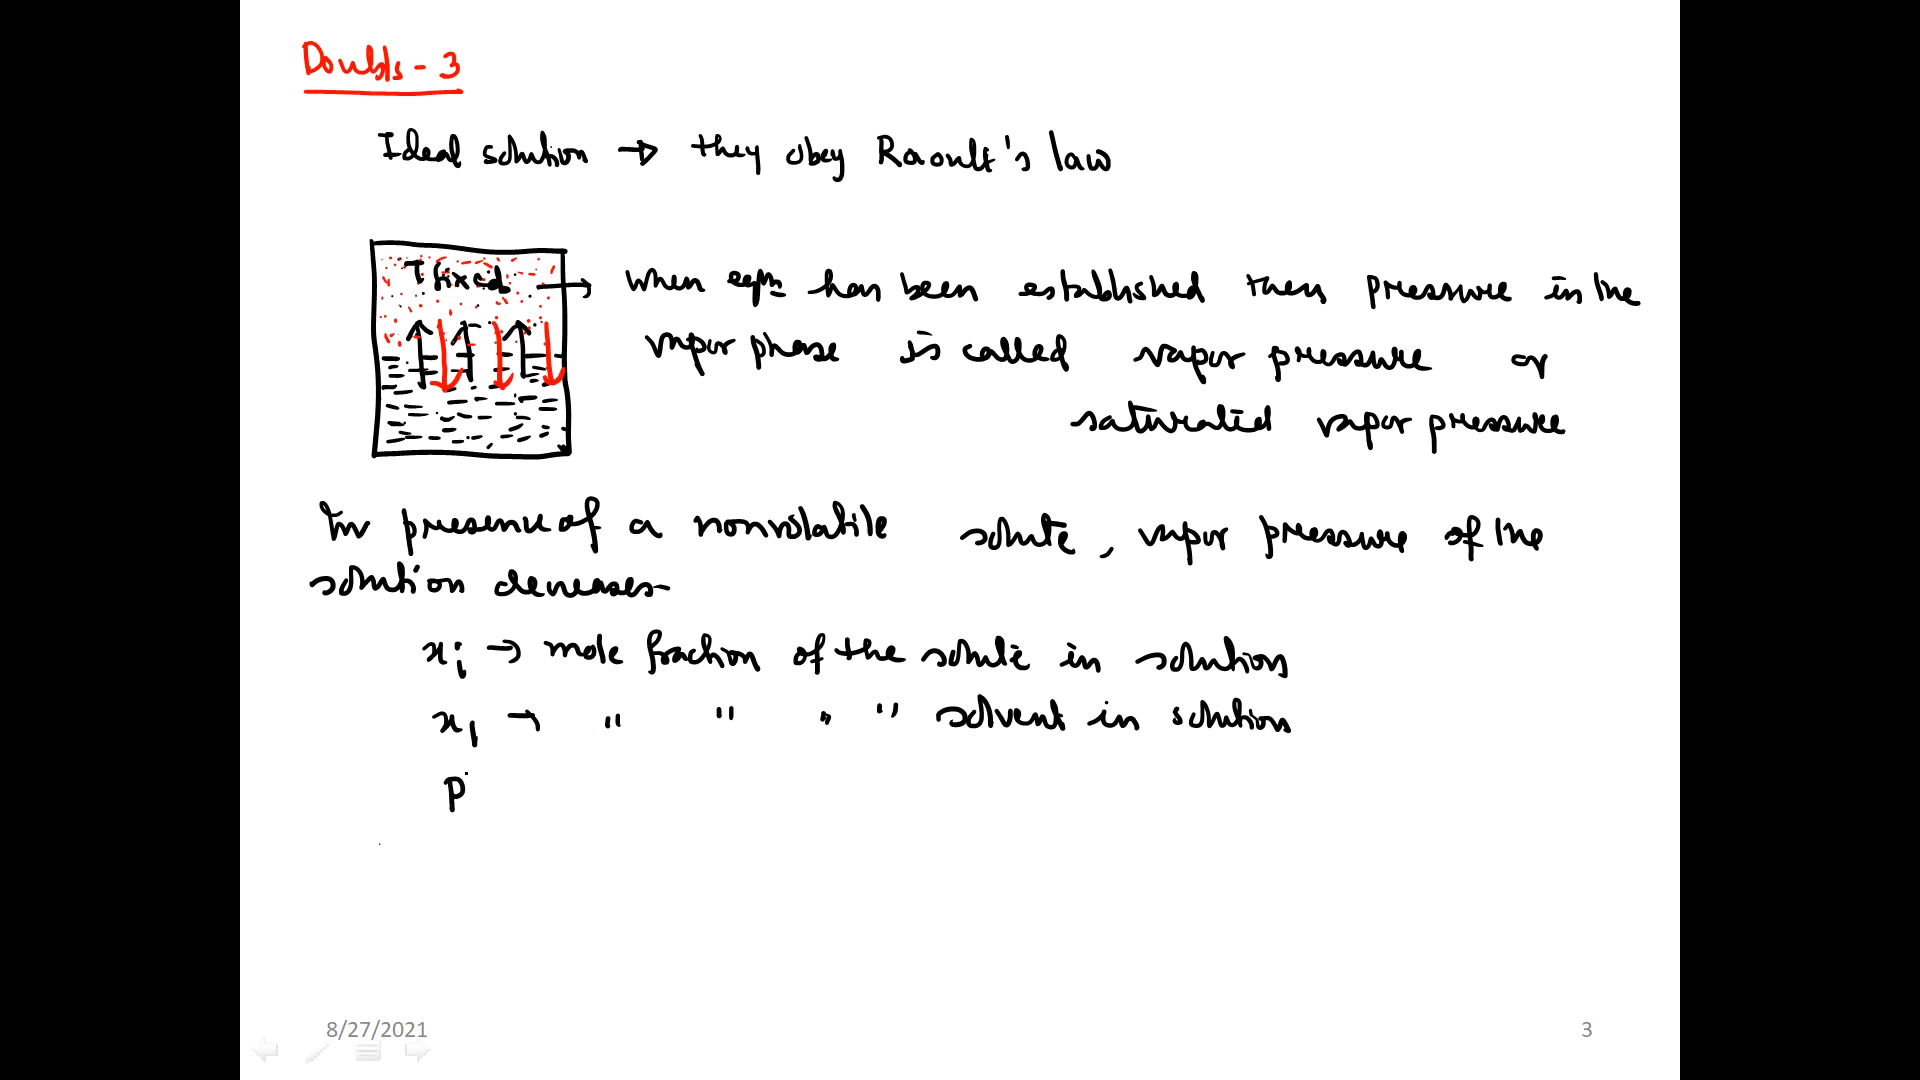 Doubts - 3
Ideal solution → they obey Raoult's law
T fixed → when eqm has been established then pressure in the
vapor phase is called vapor pressure or
saturated vapor pressure
In presence of a nonvolatile solute, vapor pressure of the
solution decreases
xi → mole fraction of the solute in solution
x1 → " " " " solvent in solution
P
8/27/2021
3